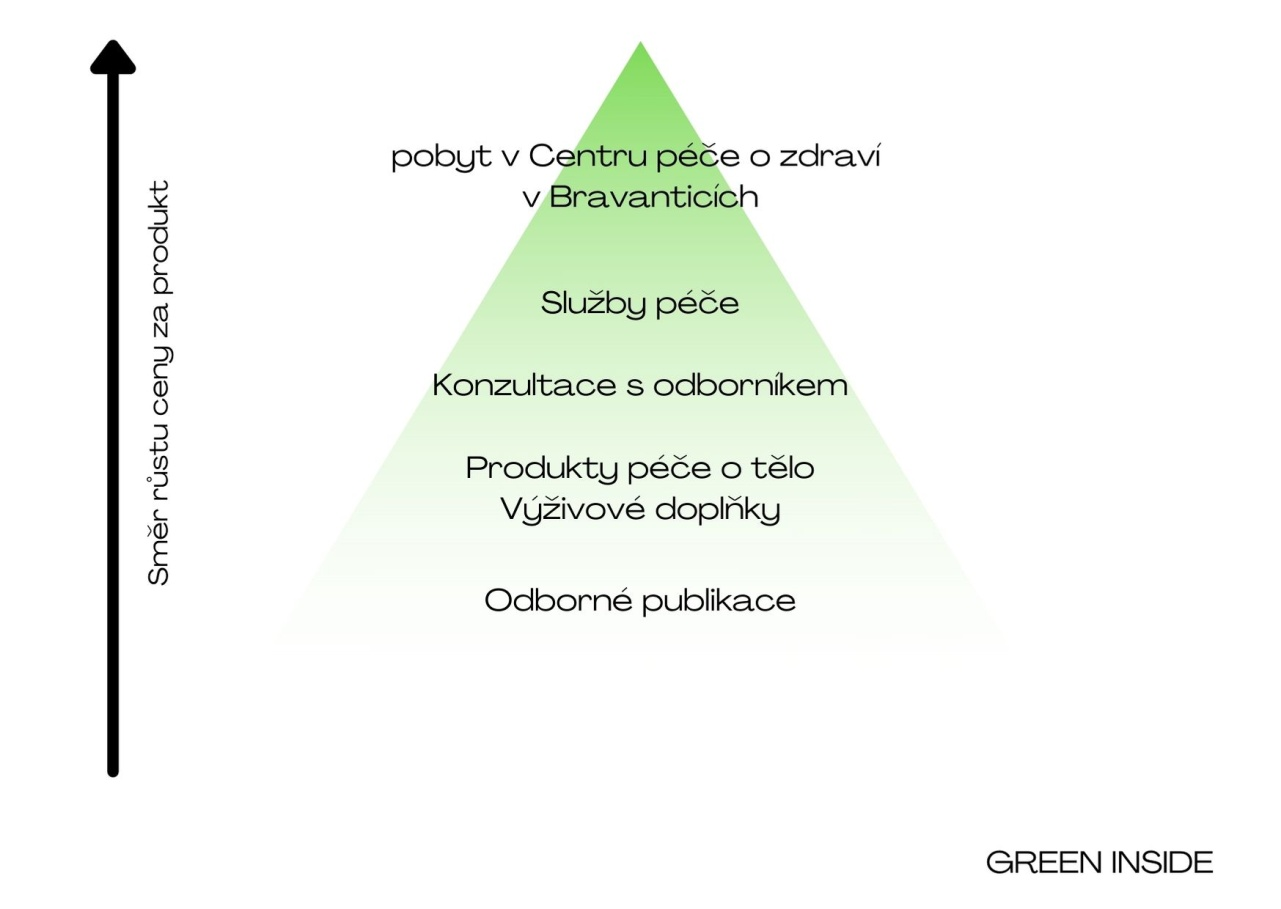 Směr růstu ceny za produkt
pobyt v Centru péče o zdraví
v Bravanticích
Služby péče
Konzultace s odborníkem
Produkty péče o tělo
Výživové doplňky
Odborné publikace
GREEN INSIDE